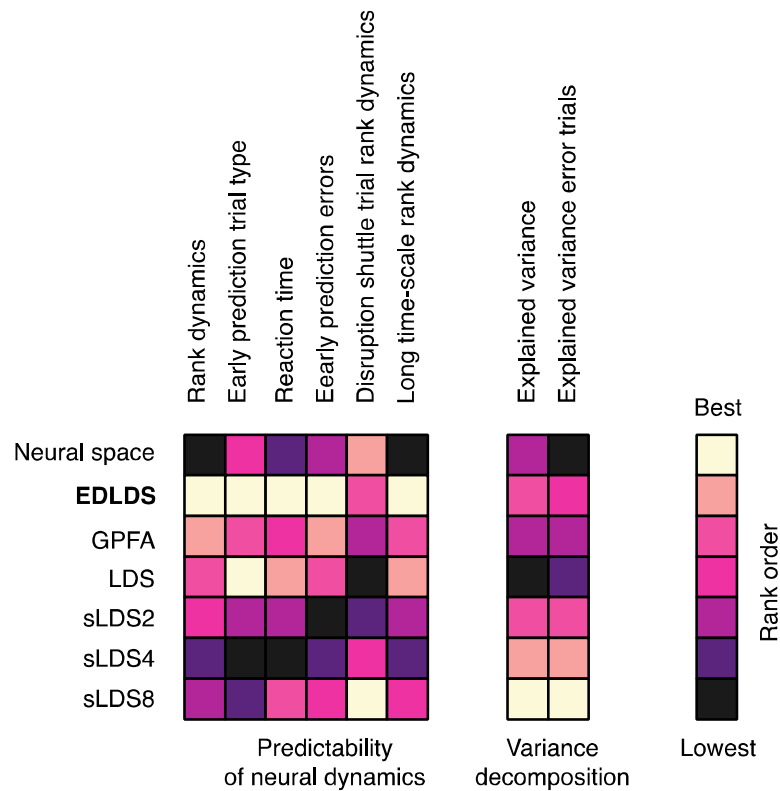 Rank dynamics
Early prediction trial type
Reaction time
Eearly prediction errors
Disruption shuttle trial rank dynamics
Long time-scale rank dynamics
Explained variance
Explained variance error trials
Best
Neural space
EDLDS
GPFA
LDS
sLDS2
sLDS4
sLDS8
Rank order
Lowest
Predictability
of neural dynamics
Variance
decomposition